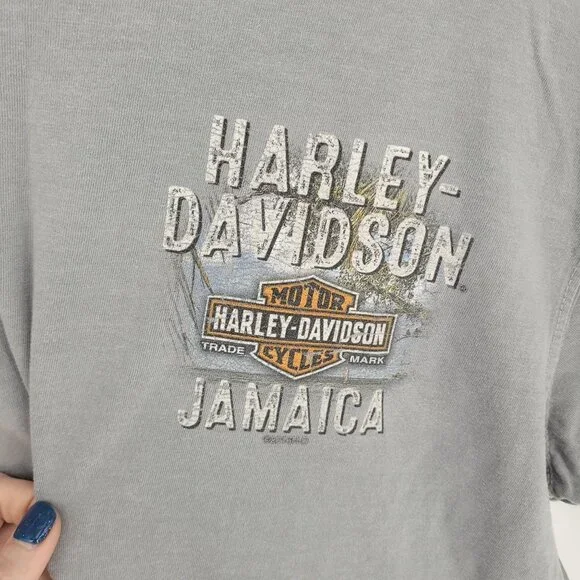 HARLEY-
DAVIDSON®
MOTOR
HARLEY-DAVIDSON
TRADE MARK
CYCLES
JAMAICA